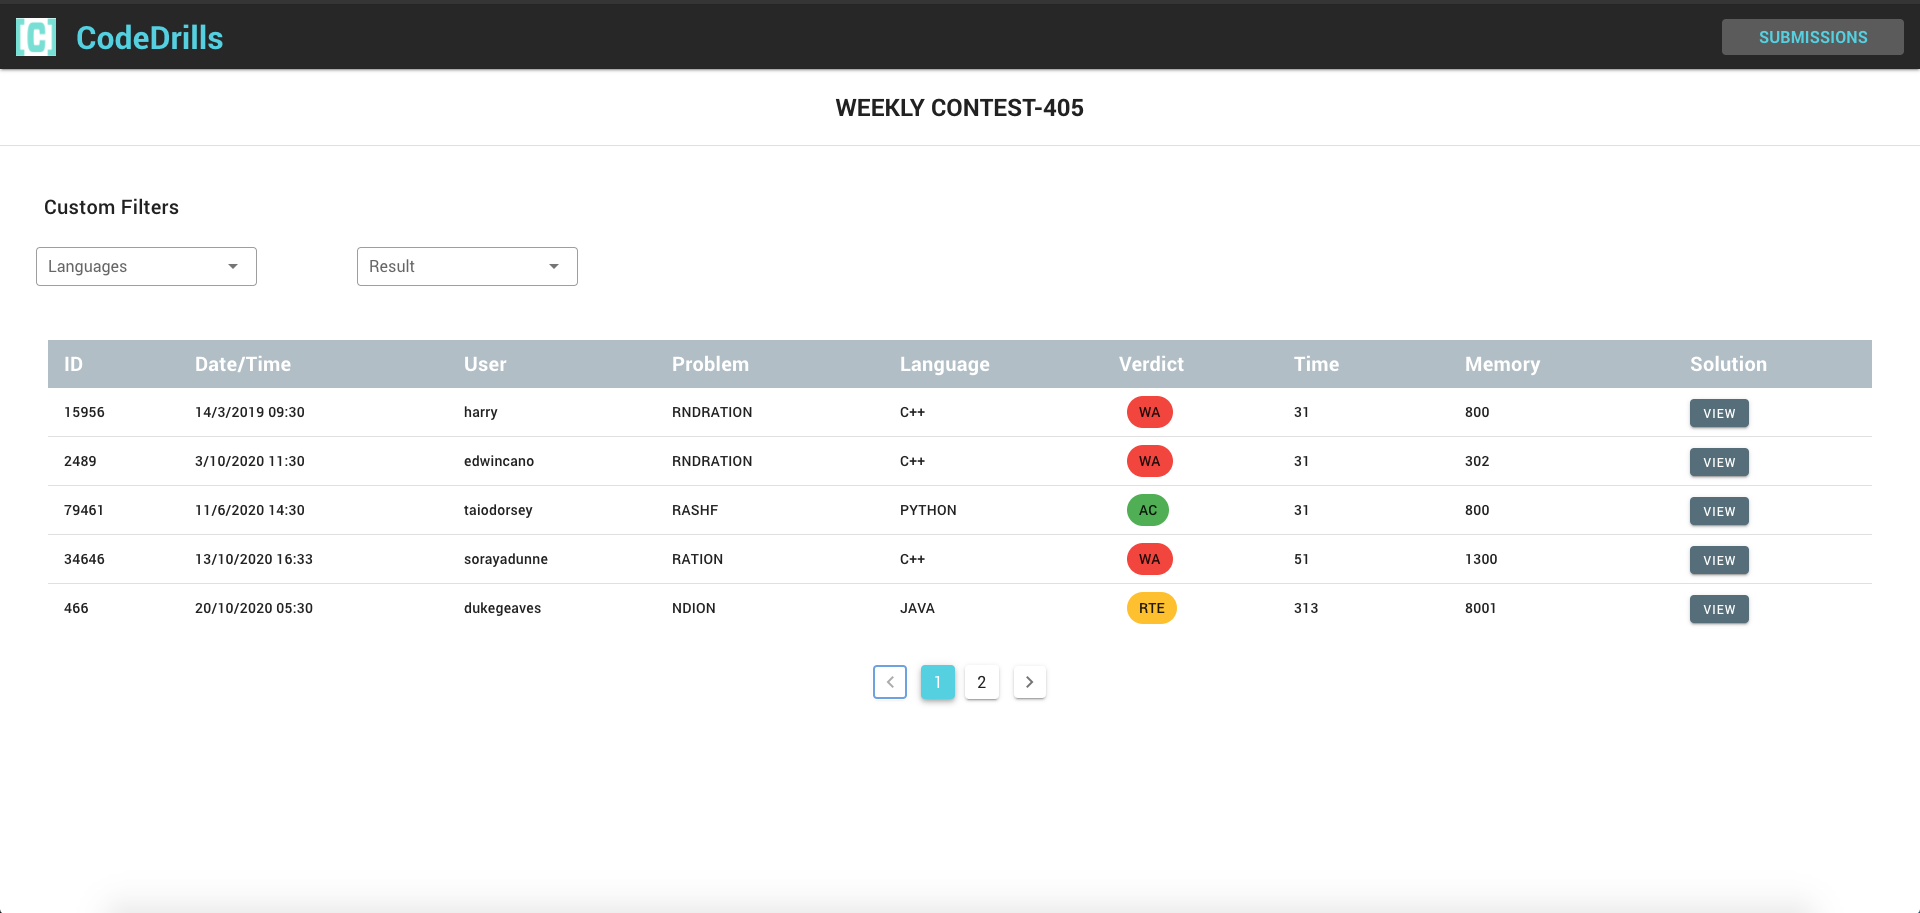 [C] CodeDrills SUBMISSIONS
WEEKLY CONTEST-405
Custom Filters
Languages Result
ID Date/Time User Problem Language Verdict Time Memory Solution
15956 14/3/2019 09:30 harry RNDRATION C++ WA 31 800 VIEW
2489 3/10/2020 11:30 edwincano RNDRATION C++ WA 31 302 VIEW
79461 11/6/2020 14:30 taiodorsey RASHF PYTHON AC 31 800 VIEW
34646 13/10/2020 16:33 sorayadunne RATION C++ WA 51 1300 VIEW
466 20/10/2020 05:30 dukegeaves NDION JAVA RTE 313 8001 VIEW
1 2